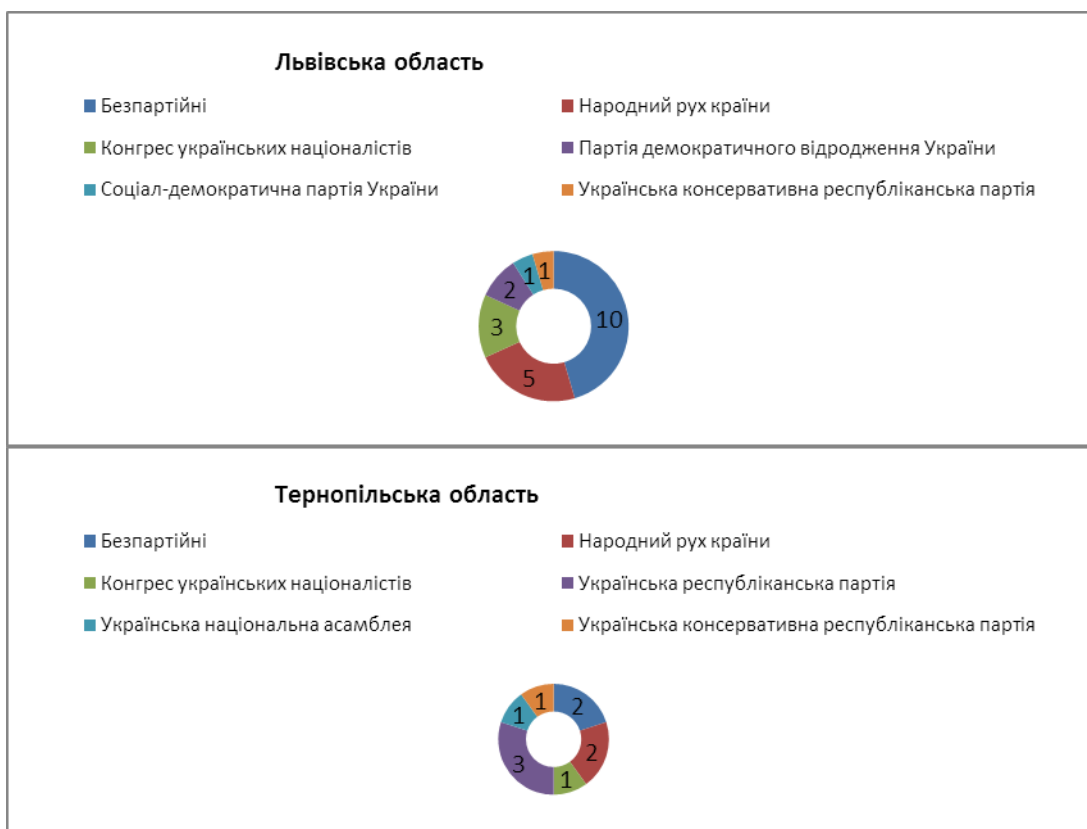 Львівська область
Безпартійні
Народний рух країни
Конгрес українських націоналістів
Партія демократичного відродження України
Соціал-демократична партія України
Українська консервативна республіканська партія
1
1
2
10
3
5
Тернопільська область
Безпартійні
Народний рух країни
Конгрес українських націоналістів
Українська республіканська партія
Українська національна асамблея
Українська консервативна республіканська партія
1
2
1
2
3
1